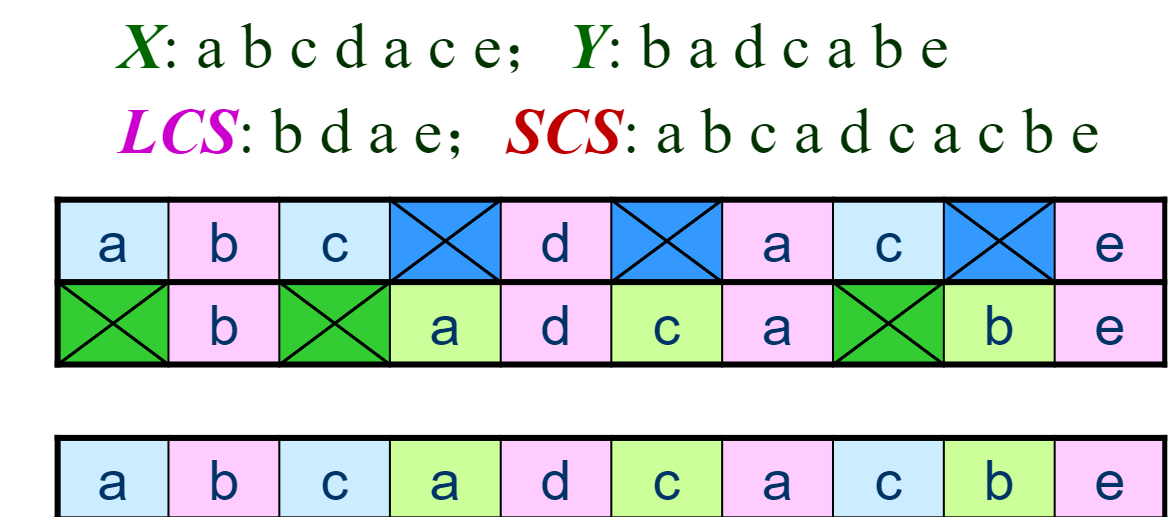 X: a b c d a c e； Y: b a d c a b e
LCS: b d a e； SCS: a b c a d c a c b e
a b c d a c e
b a d c a b e
a b c a d c a c b e